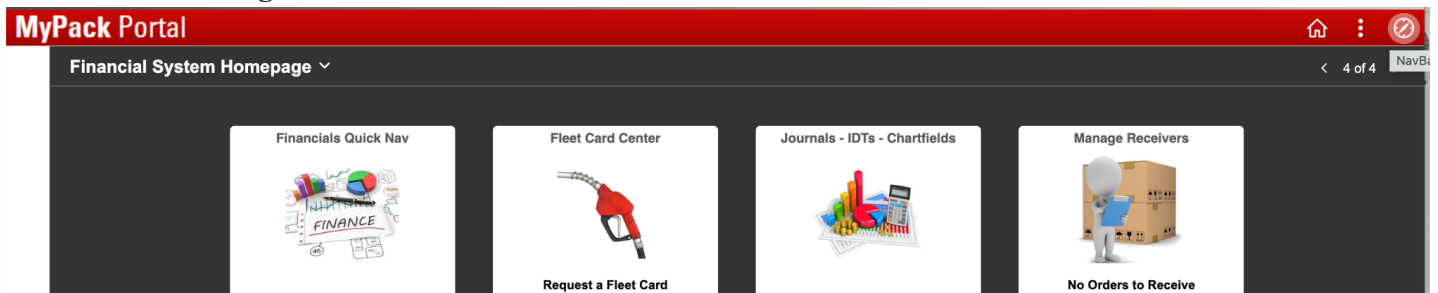 MyPack Portal
Financial System Homepage
4 of 4
NavBa
Financials Quick Nav
Fleet Card Center
Journals - IDTs - Chartfields
Manage Receivers
FINANCE
Request a Fleet Card
No Orders to Receive